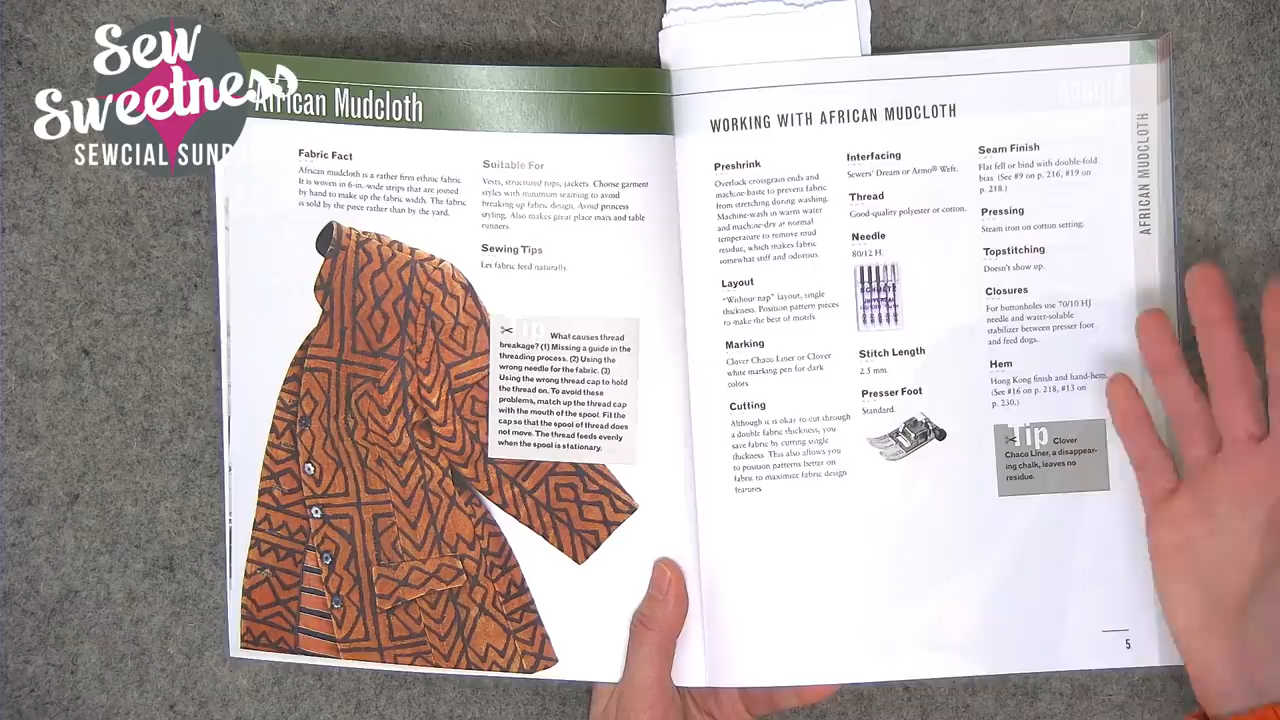 Sew
Sweetness
SEWCIAL SUND
African Mudcloth
Fabric Fact
African mudcloth is a rather firm ethnic fabric.
It is woven in 6-in.-wide strips that are joined
by hand to make up the fabric width. The fabric
is sold by the piece rather than by the yard.
Suitable For
Vests, structured tops, jackets. Choose garment
styles with minimum seaming to avoid
breaking up fabric design. Avoid princess
styling. Also makes great place mats and table
runners.
Sewing Tips
Let fabric feed naturally.
Tip What causes thread
breakage? (1) Missing a guide in the
threading process. (2) Using the
wrong needle for the fabric. (3)
Using the wrong thread cap to hold
the thread on. To avoid these
problems, match up the thread cap
with the mouth of the spool. Fit the
cap so that the spool of thread does
not move. The thread feeds evenly
when the spool is stationary.
WORKING WITH AFRICAN MUDCLOTH
Preshrink
Overlock crossgrain ends and
machine-baste to prevent fabric
from stretching during washing.
Machine-wash in warm water
and machine-dry at normal
temperature to remove mud
residue, which makes fabric
somewhat stiff and odorous.
Layout
"Without nap" layout, single
thickness. Position pattern pieces
to make the best of motifs.
Marking
Clover Chaco Liner or Clover
white marking pen for dark
colors
Cutting
Although it is okay to cut through
a double fabric thickness, you
save fabric by cutting single
thickness. This also allows you
to position patterns better on
fabric to maximize fabric design
features
Interfacing
Sewers' Dream or Armo® Weft.
Thread
Good-quality polyester or cotton.
Needle
80/12 H.
SCHMETZ
UNIVERSAL
Stitch Length
2.5 mm.
Presser Foot
Standard.
Seam Finish
Flat fell or bind with double-fold
bias. (See #9 on p. 216, #19 on
p. 218.)
Pressing
Steam iron on cotton setting.
Topstitching
Doesn't show up.
Closures
For buttonholes use 70/10 HJ
needle and water-soluble
stabilizer between presser foot
and feed dogs.
Hem
Hong Kong finish and hand-hem.
(See #16 on p. 218, #13 on
p. 230.)
Tip Clover
Chaco Liner, a disappear-
ing chalk, leaves no
residue.
AFRICAN MUDCLOTH
5